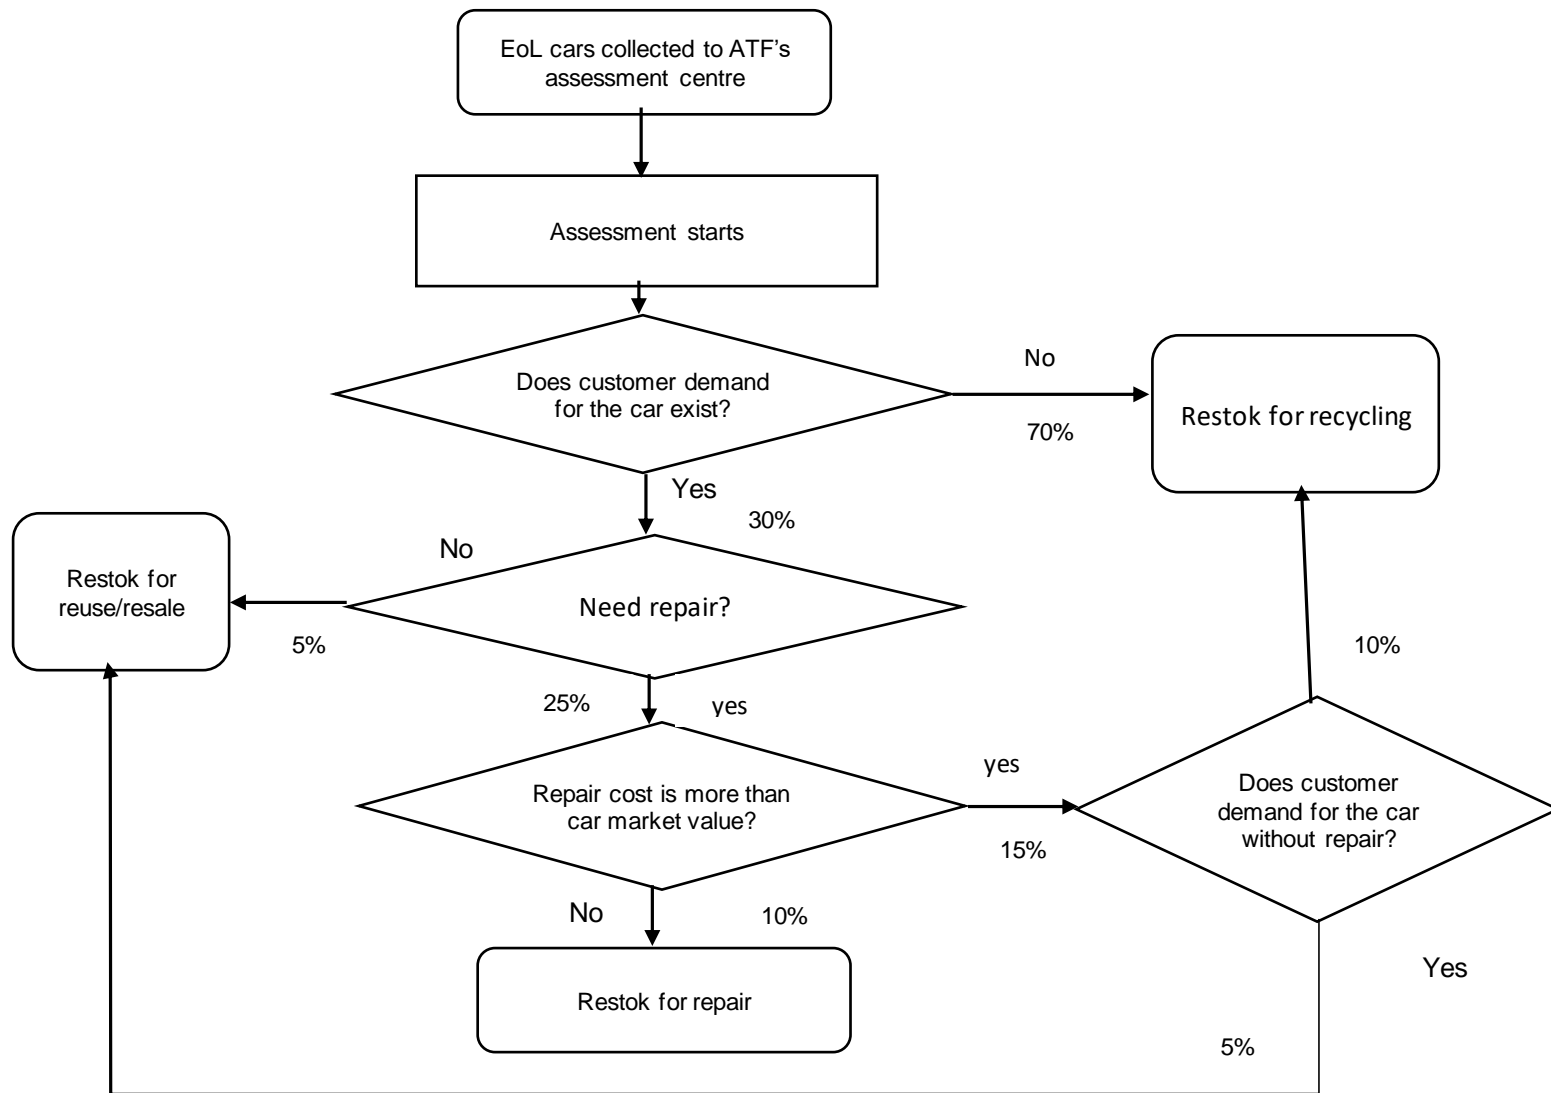 EoL cars collected to ATF's
assessment centre
Assessment starts
Does customer demand
for the car exist?
No
70%
Restok for recycling
Yes
30%
No
Restok for
reuse/resale
5%
Need repair?
25%
yes
10%
Repair cost is more than
car market value?
yes
15%
Does customer
demand for the car
without repair?
No
10%
Yes
Restok for repair
5%